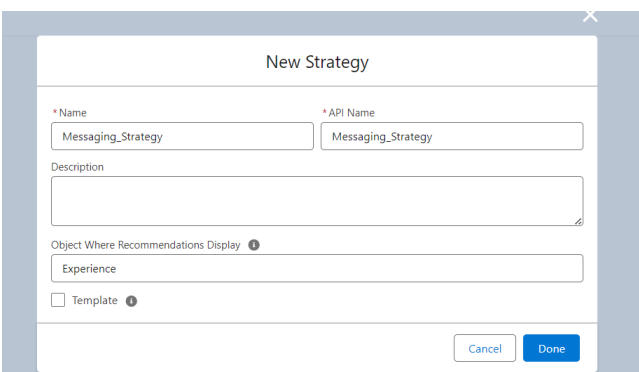 New Strategy
* Name
* API Name
Messaging_Strategy
Messaging_Strategy
Description
Object Where Recommendations Display
Experience
Template
Cancel
Done